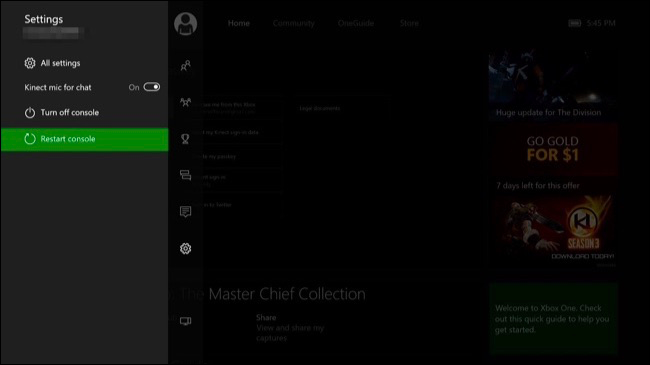 Settings
All settings
Kinect mic for chat
On
Turn off console
Restart console
Home
Community
OneGuide
Store
5:45 PM
Legal documents
Huge update for The Division
GO GOLD
FOR $1
7 days left for this offer
KI
SEASON 3
DOWNLOAD TODAY!
The Master Chief Collection
Share
View and share my
captures
Welcome to Xbox One. Check
out this quick guide to help you
get started.